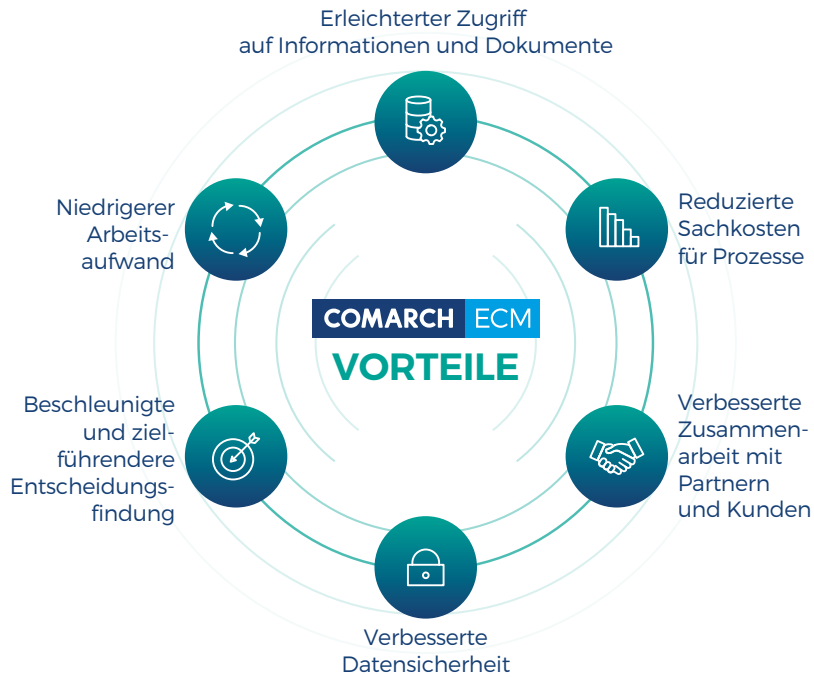 Erleichterter Zugriff
auf Informationen und Dokumente
Niedrigerer
Arbeits-
aufwand
Reduzierte
Sachkosten
für Prozesse
COMARCH ECM
VORTEILE
Beschleunigte
und ziel-
führendere
Entscheidungs-
findung
Verbesserte
Zusammen-
arbeit mit
Partnern
und Kunden
Verbesserte
Datensicherheit